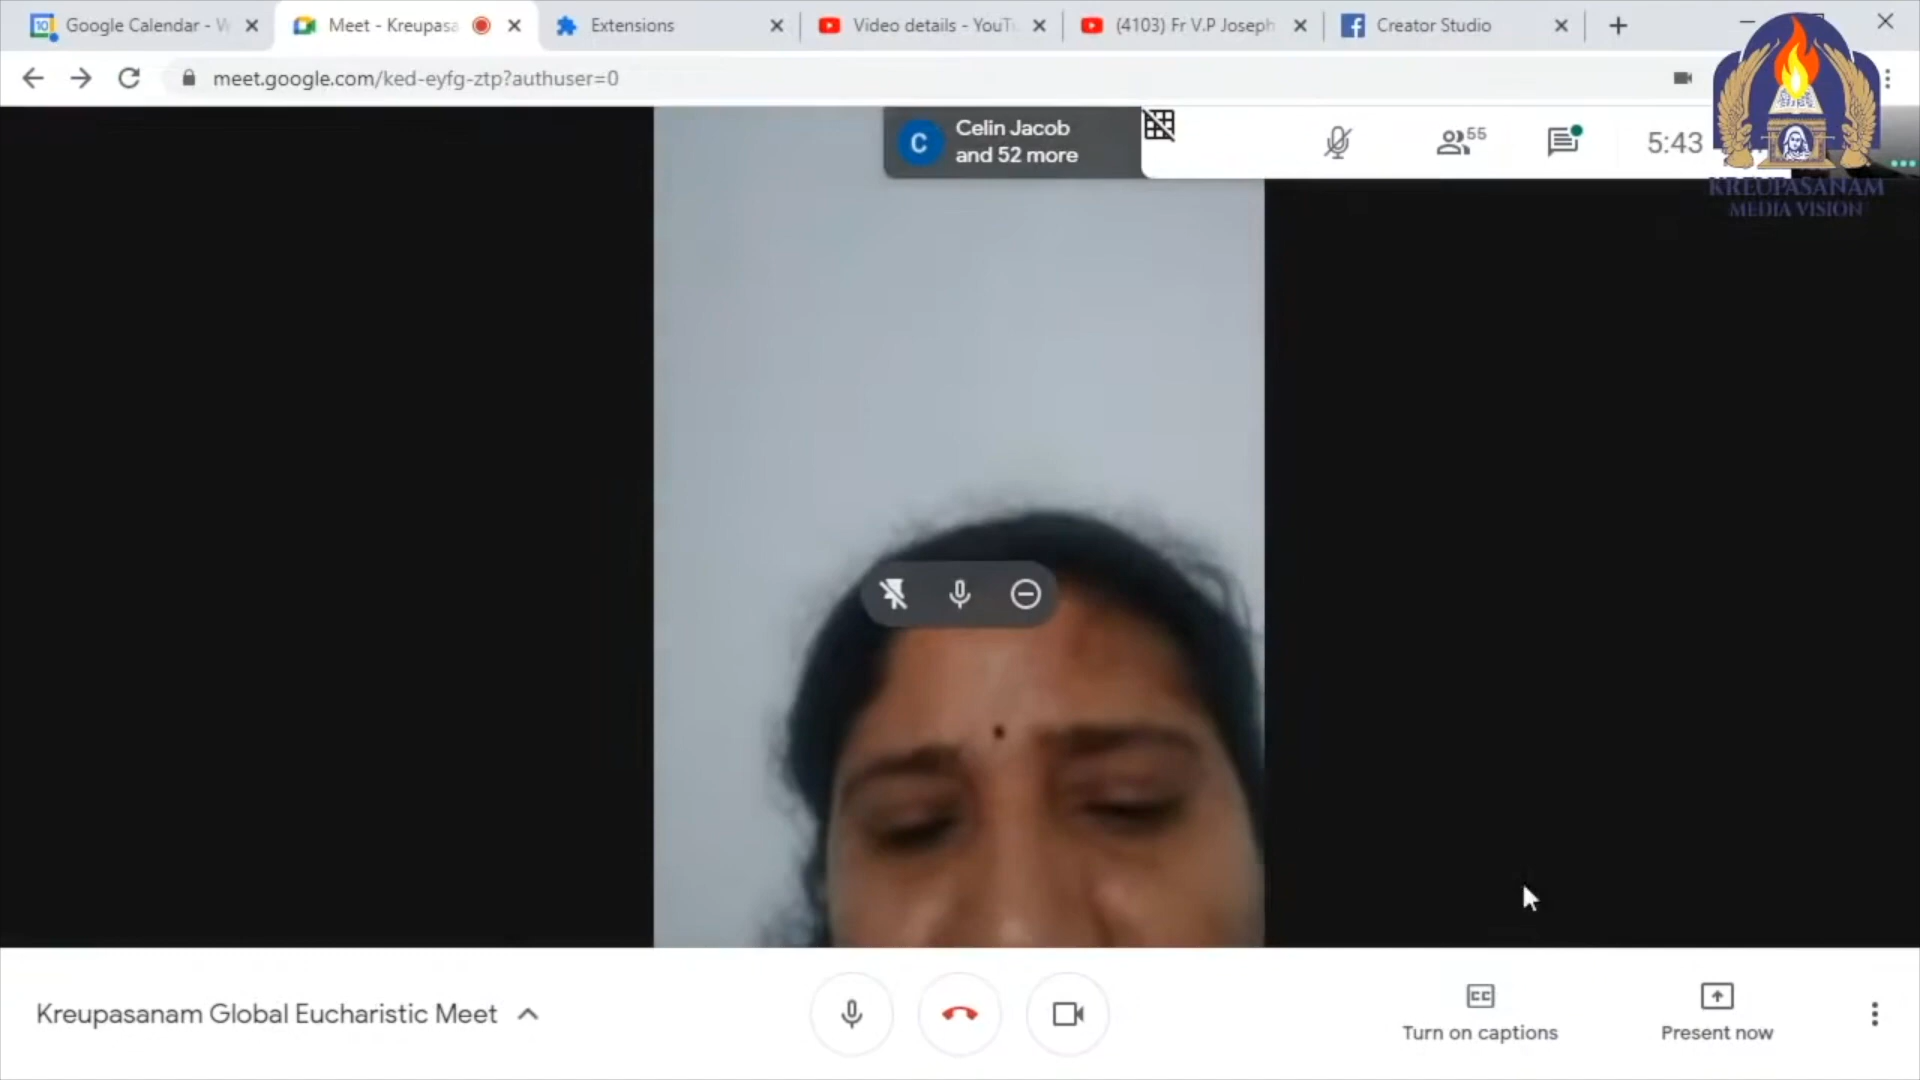 Google Calendar - W
Meet - Kreupasa
Extensions
Video details - YouT
(4103) Fr V.P Joseph
Creator Studio
meet.google.com/ked-eyfg-ztp?authuser=0
Celin Jacob
and 52 more
55
5:43
KREUPASANAM
MEDIA VISION
Kreupasanam Global Eucharistic Meet
CC
Turn on captions
Present now